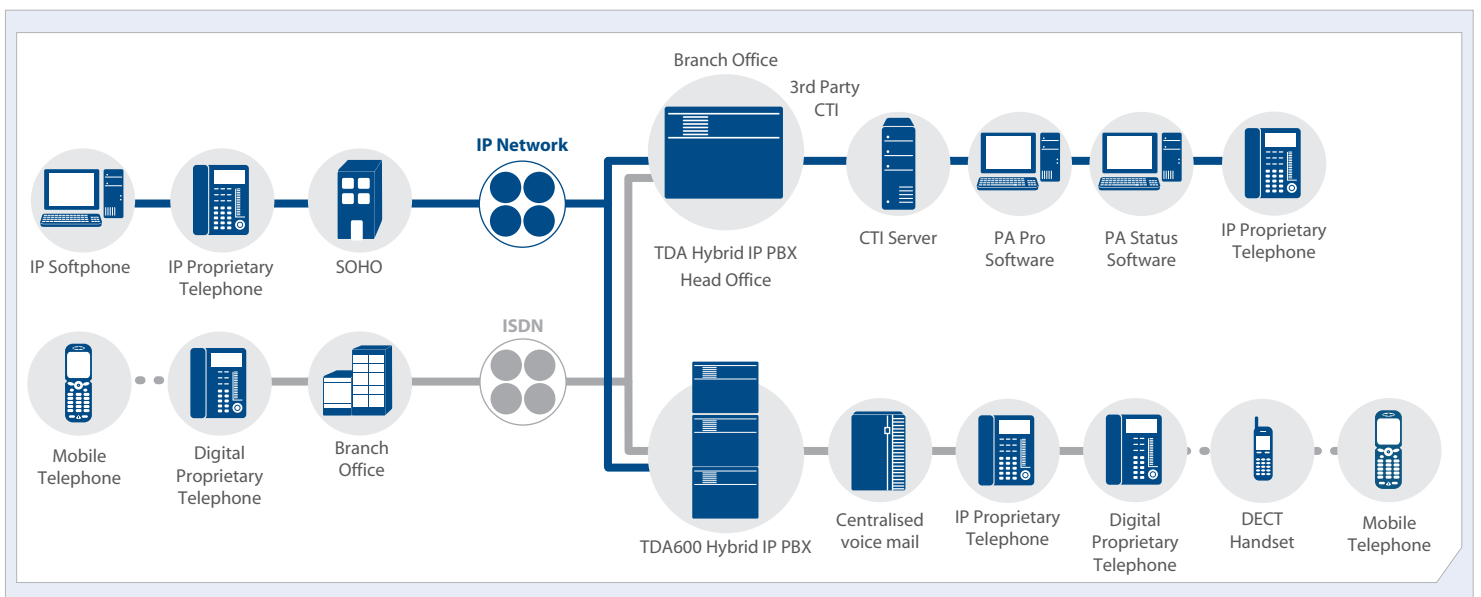 Branch Office
3rd Party
CTI
IP Network
IP Softphone
IP Proprietary
Telephone
SOHO
TDA Hybrid IP PBX
Head Office
CTI Server
PA Pro
Software
PA Status
Software
IP Proprietary
Telephone
ISDN
Mobile
Telephone
Digital
Proprietary
Telephone
Branch
Office
TDA600 Hybrid IP PBX
Centralised
voice mail
IP Proprietary
Telephone
Digital
Proprietary
Telephone
DECT
Handset
Mobile
Telephone